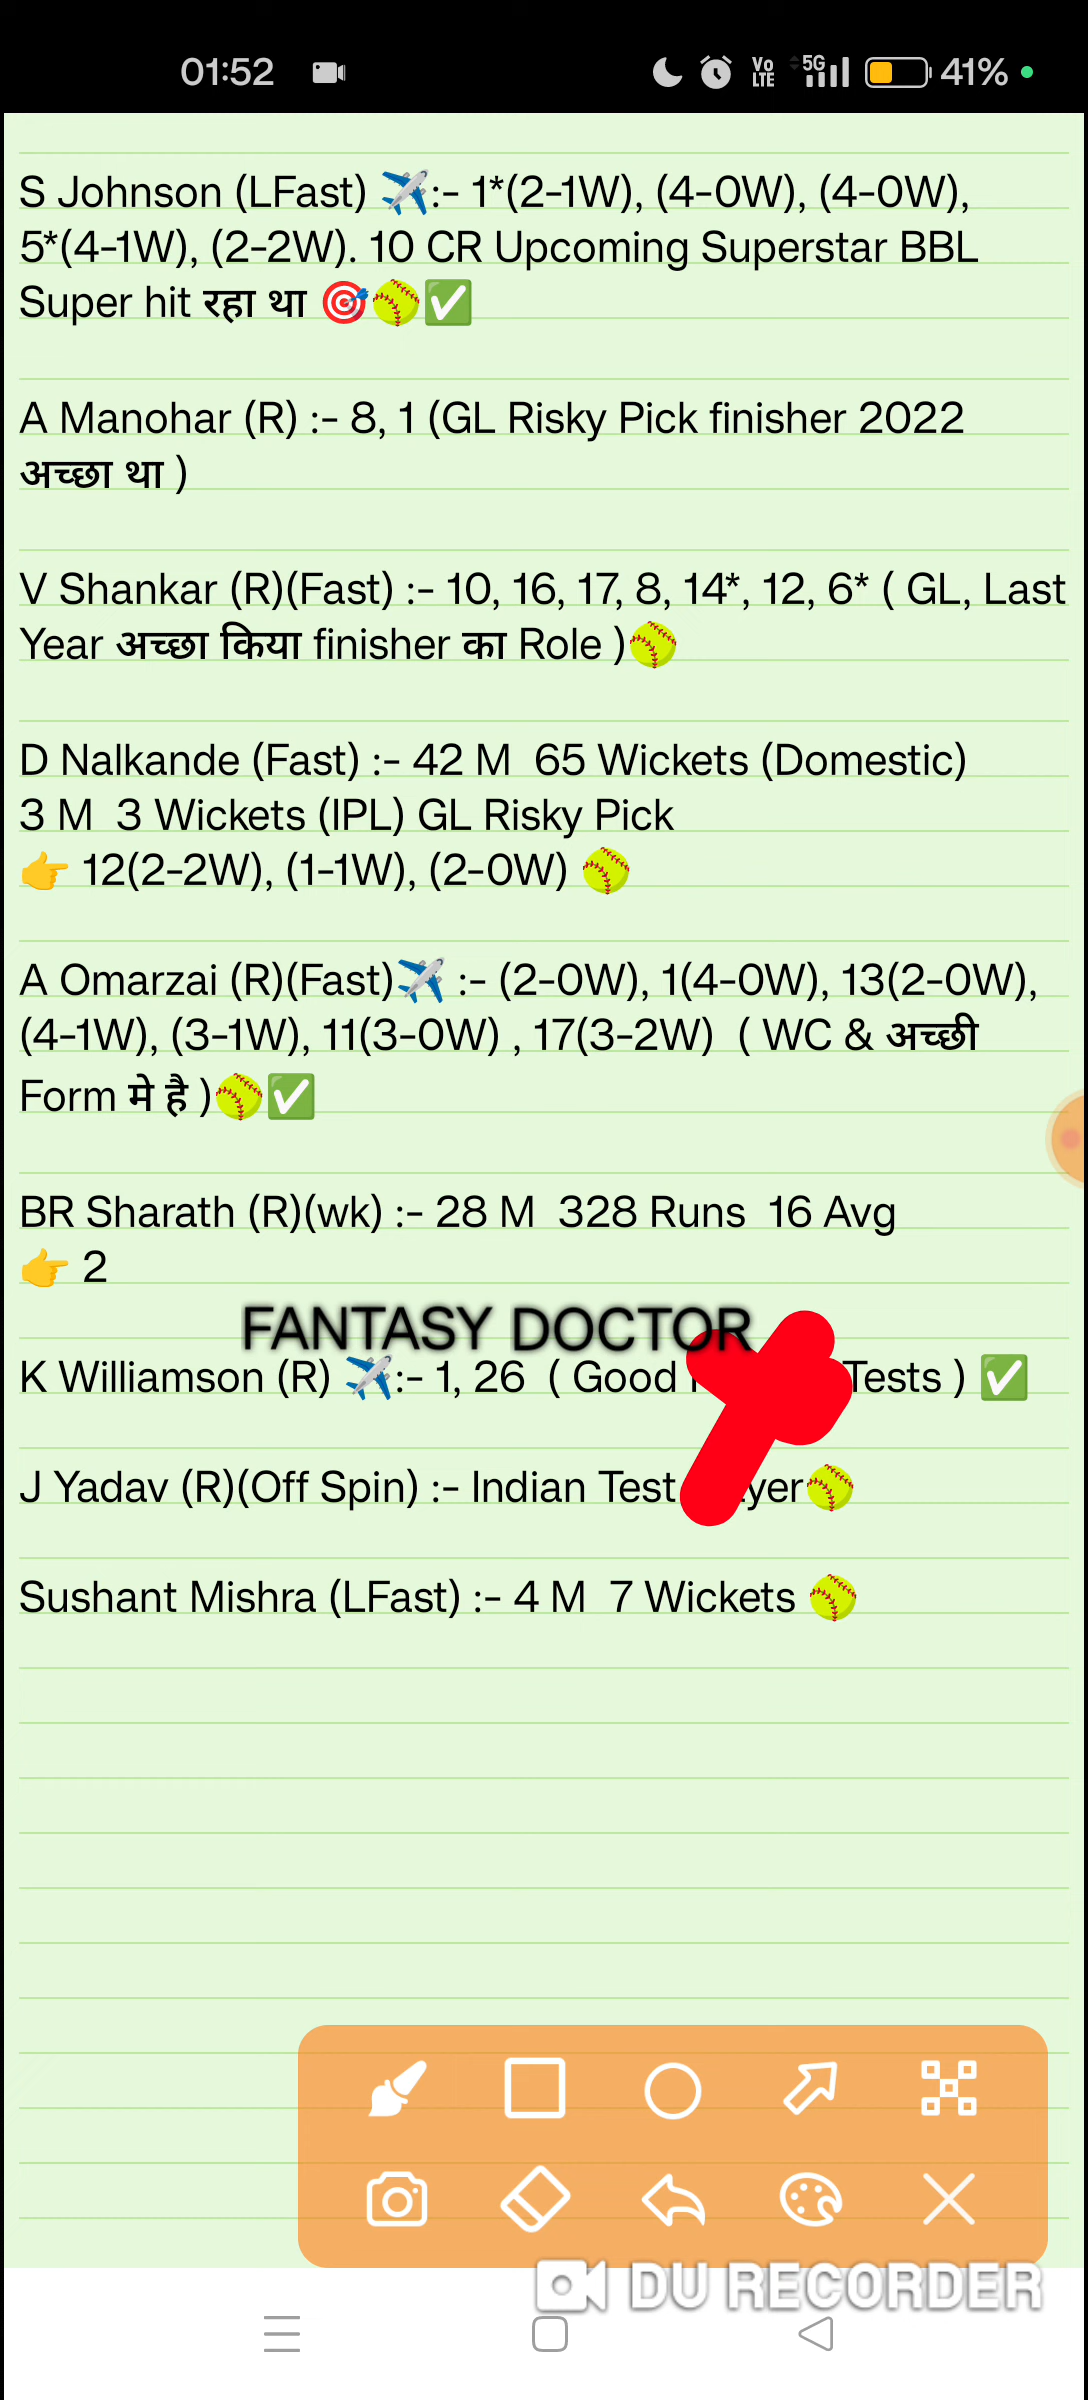 01:52 Vo LTE 5G 41%
S Johnson (LFast) ✈️:- 1*(2-1W), (4-0W), (4-0W),
5*(4-1W), (2-2W). 10 CR Upcoming Superstar BBL
Super hit रहा था 🎯🥎✅
A Manohar (R) :- 8, 1 (GL Risky Pick finisher 2022
अच्छा था )
V Shankar (R)(Fast) :- 10, 16, 17, 8, 14*, 12, 6* ( GL, Last
Year अच्छा किया finisher का Role )🥎
D Nalkande (Fast) :- 42 M 65 Wickets (Domestic)
3 M 3 Wickets (IPL) GL Risky Pick
👉 12(2-2W), (1-1W), (2-0W) 🥎
A Omarzai (R)(Fast)✈️ :- (2-0W), 1(4-0W), 13(2-0W),
(4-1W), (3-1W), 11(3-0W) , 17(3-2W) ( WC & अच्छी
Form मे है )🥎✅
BR Sharath (R)(wk) :- 28 M 328 Runs 16 Avg
👉 2
FANTASY DOCTOR
K Williamson (R) ✈️:- 1, 26 ( Good Tests ) ✅
J Yadav (R)(Off Spin) :- Indian Test 🥎
Sushant Mishra (LFast) :- 4 M 7 Wickets 🥎
DU RECORDER